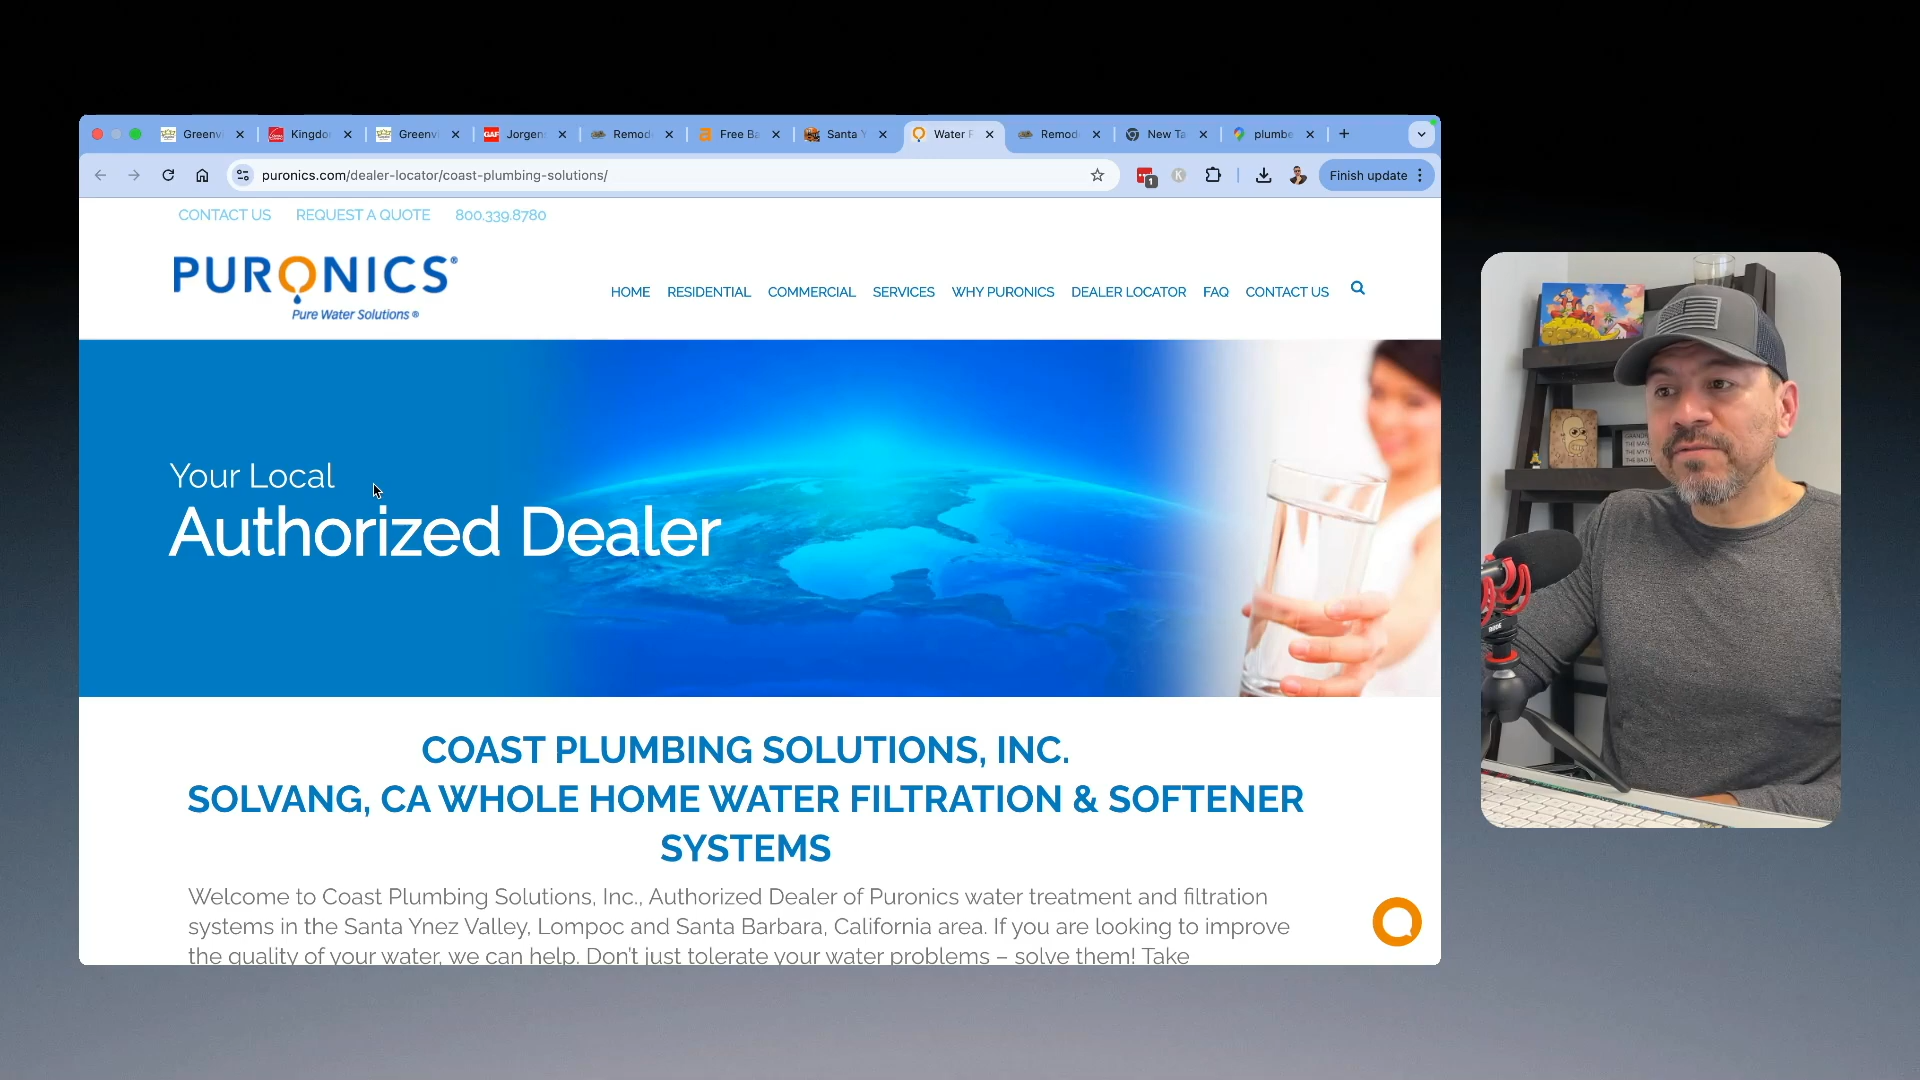 Greenv
Kingdo
Greenvi
GAF
Jorgen
Remod
Free Ba
Santa Y
Water F
Remod
New Ta
plumbe
puronics.com/dealer-locator/coast-plumbing-solutions/
1
K
Finish update
CONTACT US
REQUEST A QUOTE
800.339.8780
PURONICS®
Pure Water Solutions®
HOME
RESIDENTIAL
COMMERCIAL
SERVICES
WHY PURONICS
DEALER LOCATOR
FAQ
CONTACT US
Your Local
Authorized Dealer
COAST PLUMBING SOLUTIONS, INC.
SOLVANG, CA WHOLE HOME WATER FILTRATION & SOFTENER
SYSTEMS
Welcome to Coast Plumbing Solutions, Inc., Authorized Dealer of Puronics water treatment and filtration
systems in the Santa Ynez Valley, Lompoc and Santa Barbara, California area. If you are looking to improve
the quality of your water, we can help. Don't just tolerate your water problems – solve them! Take
RODE